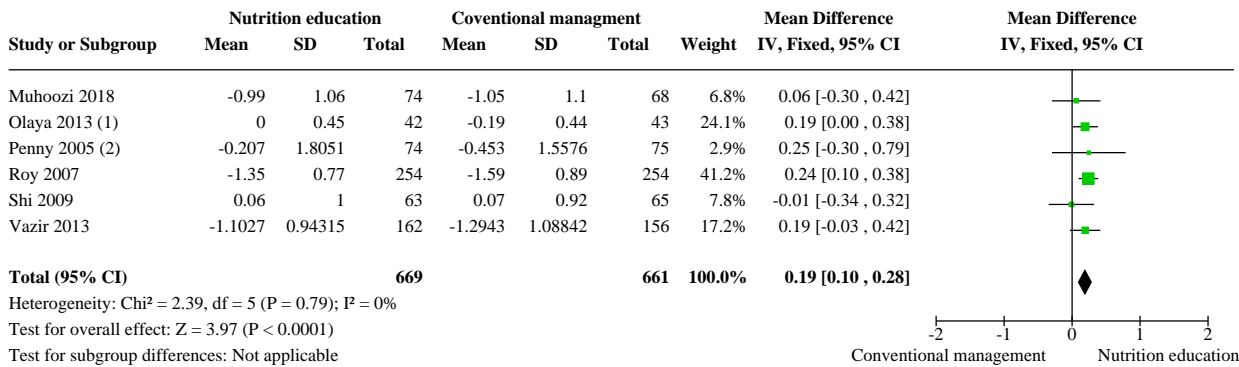 Nutrition education Coventional managment Mean Difference Mean Difference
Study or Subgroup Mean SD Total Mean SD Total Weight IV, Fixed, 95% CI IV, Fixed, 95% CI
Muhoozi 2018 -0.99 1.06 74 -1.05 1.1 68 6.8% 0.06 [-0.30 , 0.42]
Olaya 2013 (1) 0 0.45 42 -0.19 0.44 43 24.1% 0.19 [0.00 , 0.38]
Penny 2005 (2) -0.207 1.8051 74 -0.453 1.5576 75 2.9% 0.25 [-0.30 , 0.79]
Roy 2007 -1.35 0.77 254 -1.59 0.89 254 41.2% 0.24 [0.10 , 0.38]
Shi 2009 0.06 1 63 0.07 0.92 65 7.8% -0.01 [-0.34 , 0.32]
Vazir 2013 -1.1027 0.94315 162 -1.2943 1.08842 156 17.2% 0.19 [-0.03 , 0.42]
Total (95% CI) 669 661 100.0% 0.19 [0.10 , 0.28]
Heterogeneity: Chi² = 2.39, df = 5 (P = 0.79); I² = 0%
Test for overall effect: Z = 3.97 (P < 0.0001)
Test for subgroup differences: Not applicable
-2 -1 0 1 2
Conventional management Nutrition education